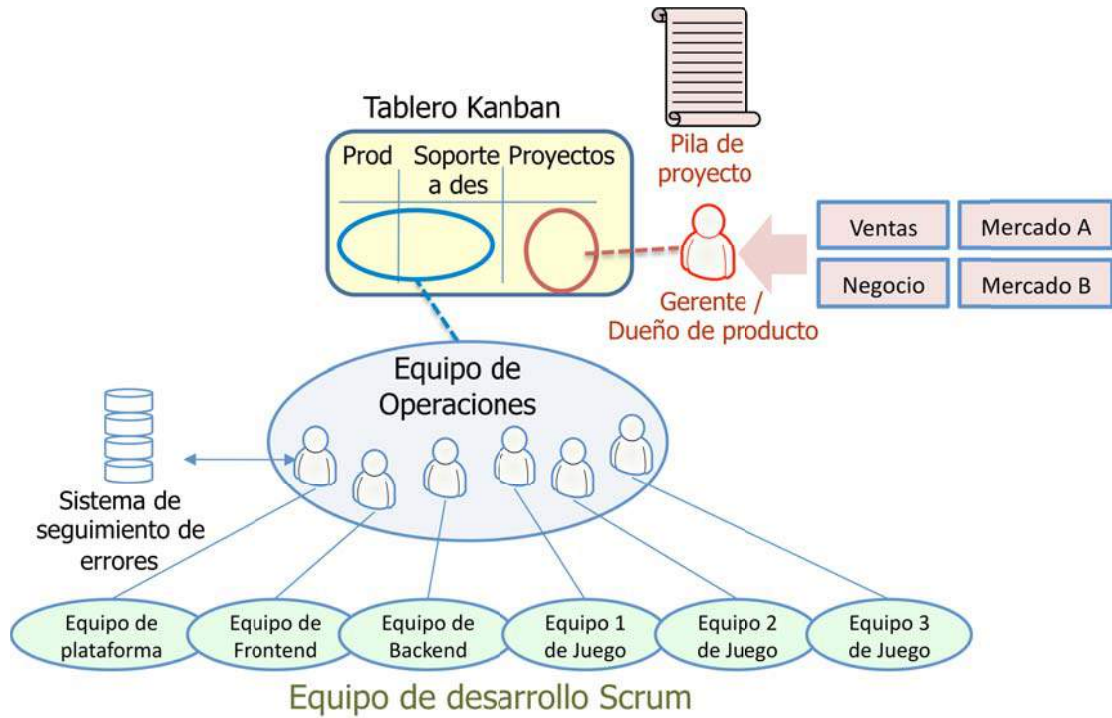 Tablero Kanban
Prod Soporte Proyectos
a des
Pila de
proyecto
Gerente /
Dueño de producto
Ventas
Mercado A
Negocio
Mercado B
Equipo de
Operaciones
Sistema de
seguimiento de
errores
Equipo de
plataforma
Equipo de
Frontend
Equipo de
Backend
Equipo 1
de Juego
Equipo 2
de Juego
Equipo 3
de Juego
Equipo de desarrollo Scrum